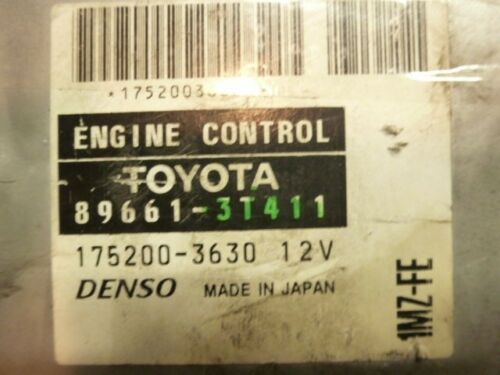 ENGINE CONTROL
TOYOTA
89661-3T411
175200-3630 12V
DENSO MADE IN JAPAN
1MZ-FE